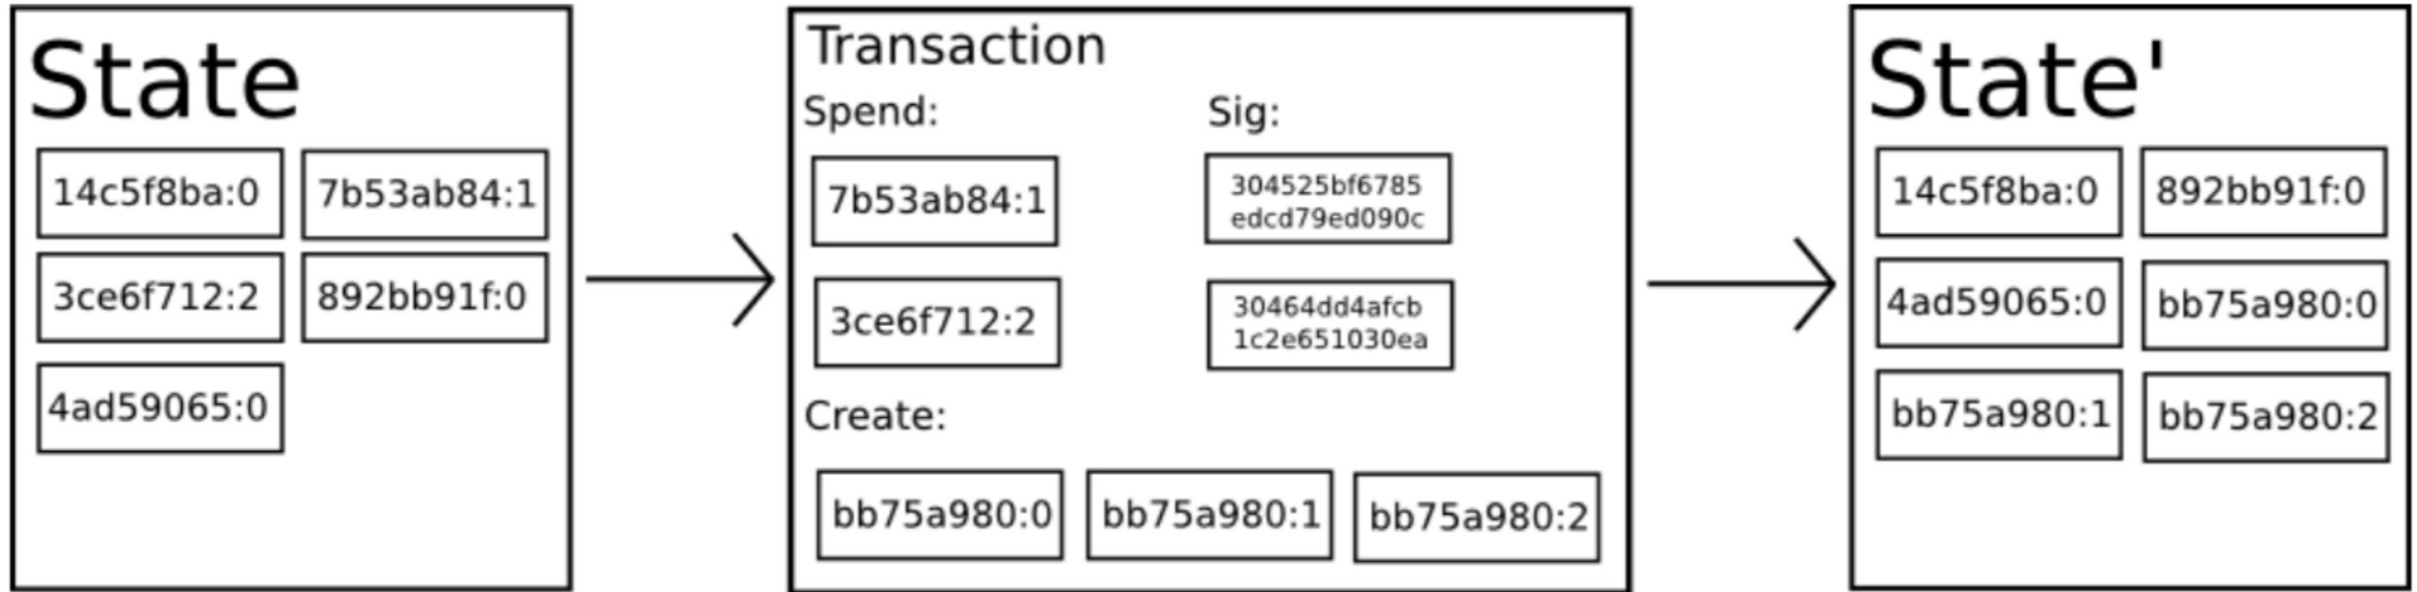 State
14c5f8ba:0 7b53ab84:1
3ce6f712:2 892bb91f:0
4ad59065:0
Transaction
Spend: Sig:
7b53ab84:1 304525bf6785
edcd79ed090c
3ce6f712:2 30464dd4afcb
1c2e651030ea
Create:
bb75a980:0 bb75a980:1 bb75a980:2
State'
14c5f8ba:0 892bb91f:0
4ad59065:0 bb75a980:0
bb75a980:1 bb75a980:2